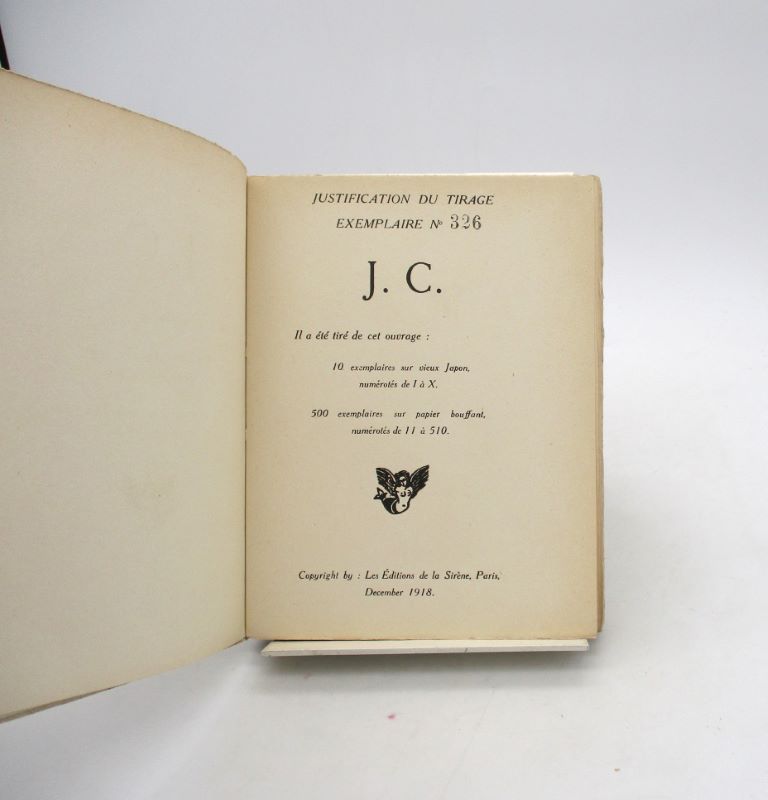 JUSTIFICATION DU TIRAGE
EXEMPLAIRE Nº 326
J. C.
Il a été tiré de cet ouvrage :
10 exemplaires sur vieux Japon,
numérotés de I à X.
500 exemplaires sur papier bouffant,
numérotés de 11 à 510.
Copyright by : Les Éditions de la Sirène, Paris,
December 1918.